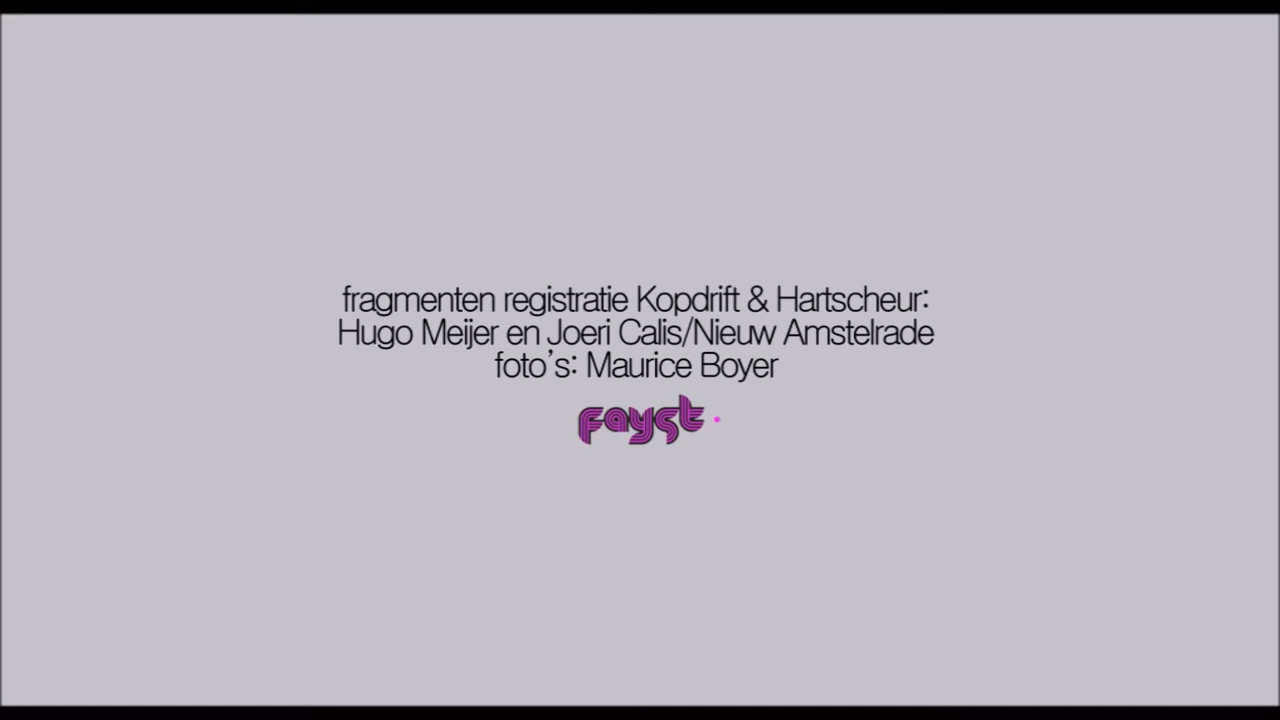 fragmenten registratie Kopdrift & Hartscheur:
Hugo Meijer en Joeri Calis/Nieuw Amstelrade
foto's: Maurice Boyer
fayst